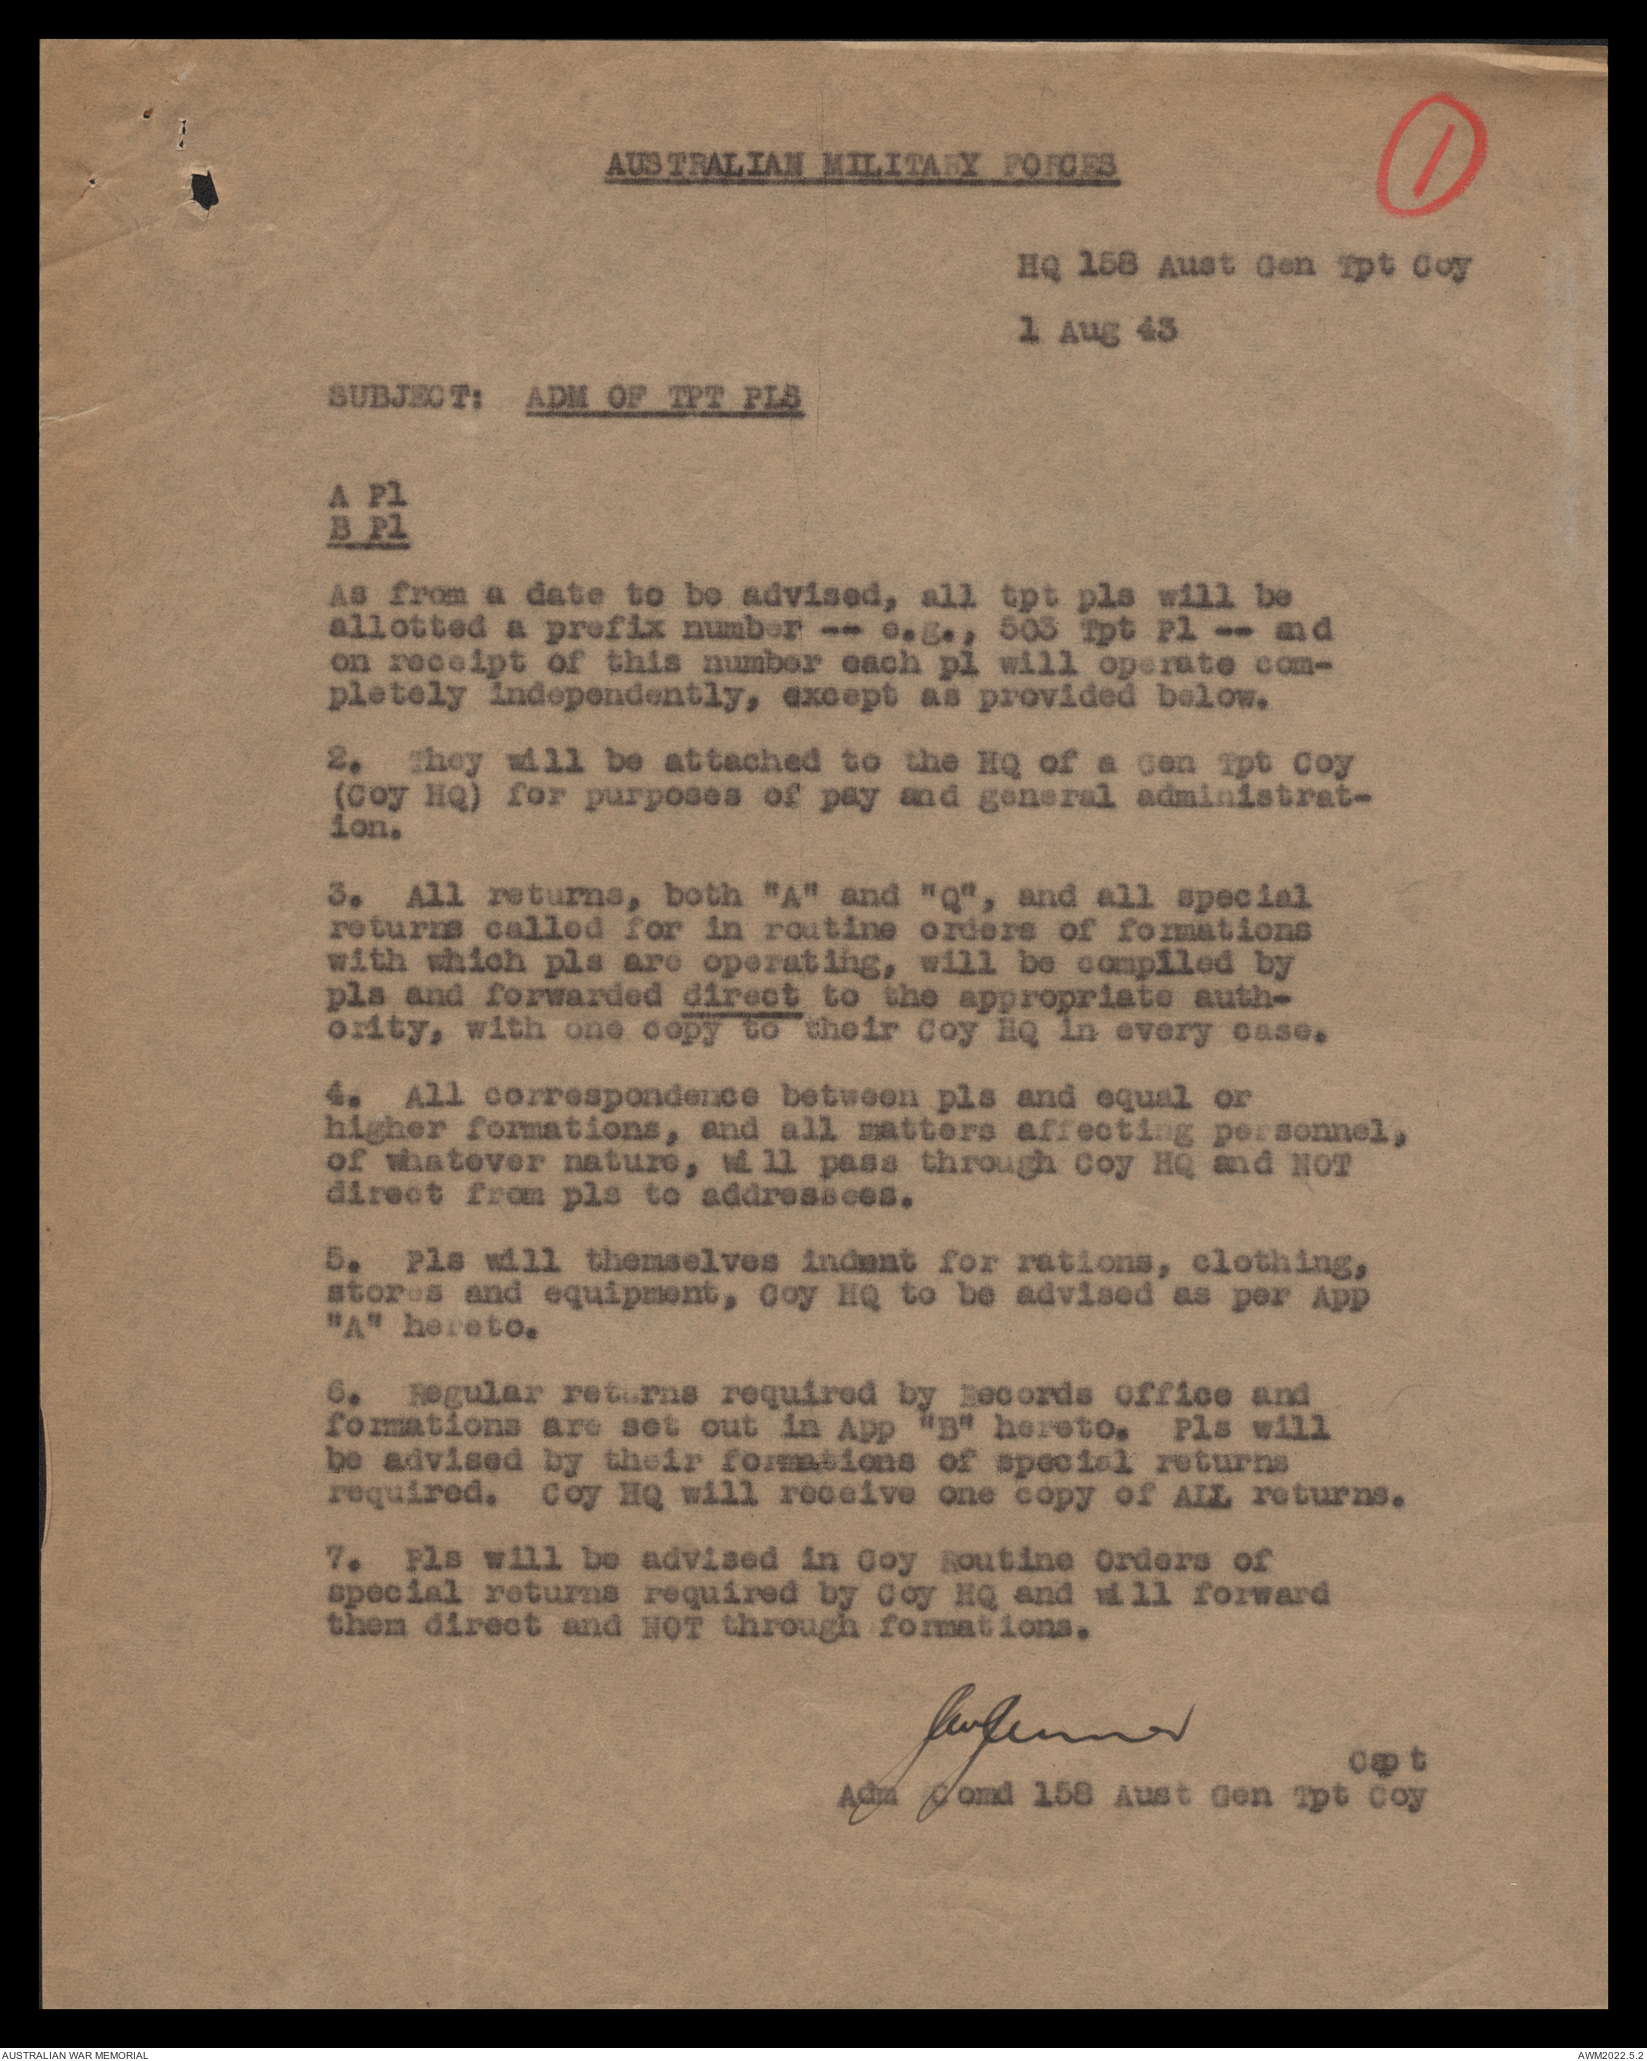 1
AUSTRALIAN MILITARY FORCES
HQ 158 Aust Gen Tpt Coy
1 Aug 43
SUBJECT: ADM OF TPT PLS
A Pl
B Pl
As from a date to be advised, all tpt pls will be
allotted a prefix number -- e.g., 503 Tpt Pl -- and
on receipt of this number each pl will operate com-
pletely independently, except as provided below.
2. They will be attached to the HQ of a Gen Tpt Coy
(Coy HQ) for purposes of pay and general administrat-
ion.
3. All returns, both "A" and "Q", and all special
returns called for in routine orders of formations
with which pls are operating, will be compiled by
pls and forwarded direct to the appropriate auth-
ority, with one copy to their Coy HQ in every case.
4. All correspondence between pls and equal or
higher formations, and all matters affecting personnel,
of whatever nature, will pass through Coy HQ and NOT
direct from pls to addressees.
5. Pls will themselves indent for rations, clothing,
stores and equipment, Coy HQ to be advised as per App
"A" hereto.
6. Regular returns required by Records Office and
formations are set out in App "B" hereto. Pls will
be advised by their formations of special returns
required. Coy HQ will receive one copy of ALL returns.
7. Pls will be advised in Coy Routine Orders of
special returns required by Coy HQ and will forward
them direct and NOT through formations.
Capt
Adm Comd 158 Aust Gen Tpt Coy
AUSTRALIAN WAR MEMORIAL
AWM2022.5.2